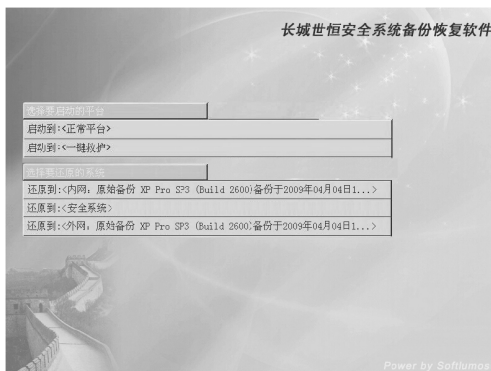 长城世恒安全系统备份恢复软件
选择要启动的平台
启动到:<正常平台>
启动到:<一键救护>
选择要还原的系统
还原到:<内网，原始备份 XP Pro SP3 (Build 2600)备份于2009年04月04日1...>
还原到:<安全系统>
还原到:<外网，原始备份 XP Pro SP3 (Build 2600)备份于2009年04月04日1...>
Power by Softlumos